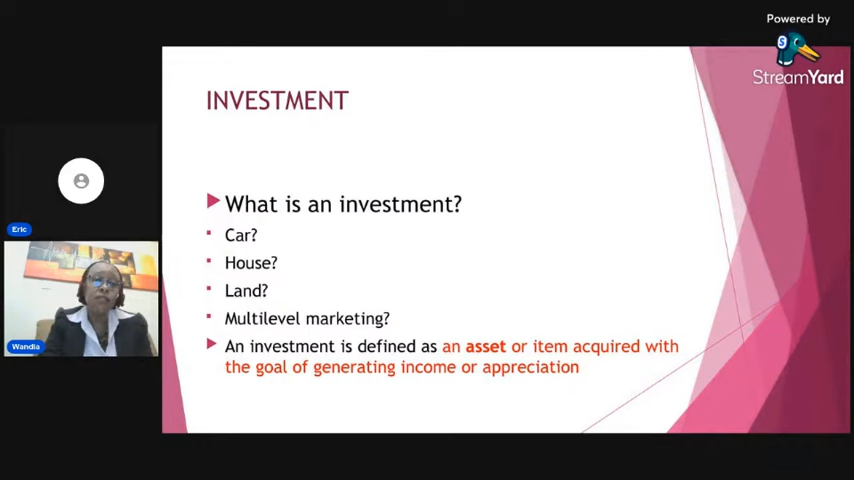 Powered by
StreamYard
INVESTMENT
What is an investment?
Car?
House?
Land?
Multilevel marketing?
An investment is defined as an asset or item acquired with
the goal of generating income or appreciation
Eric
Wandia